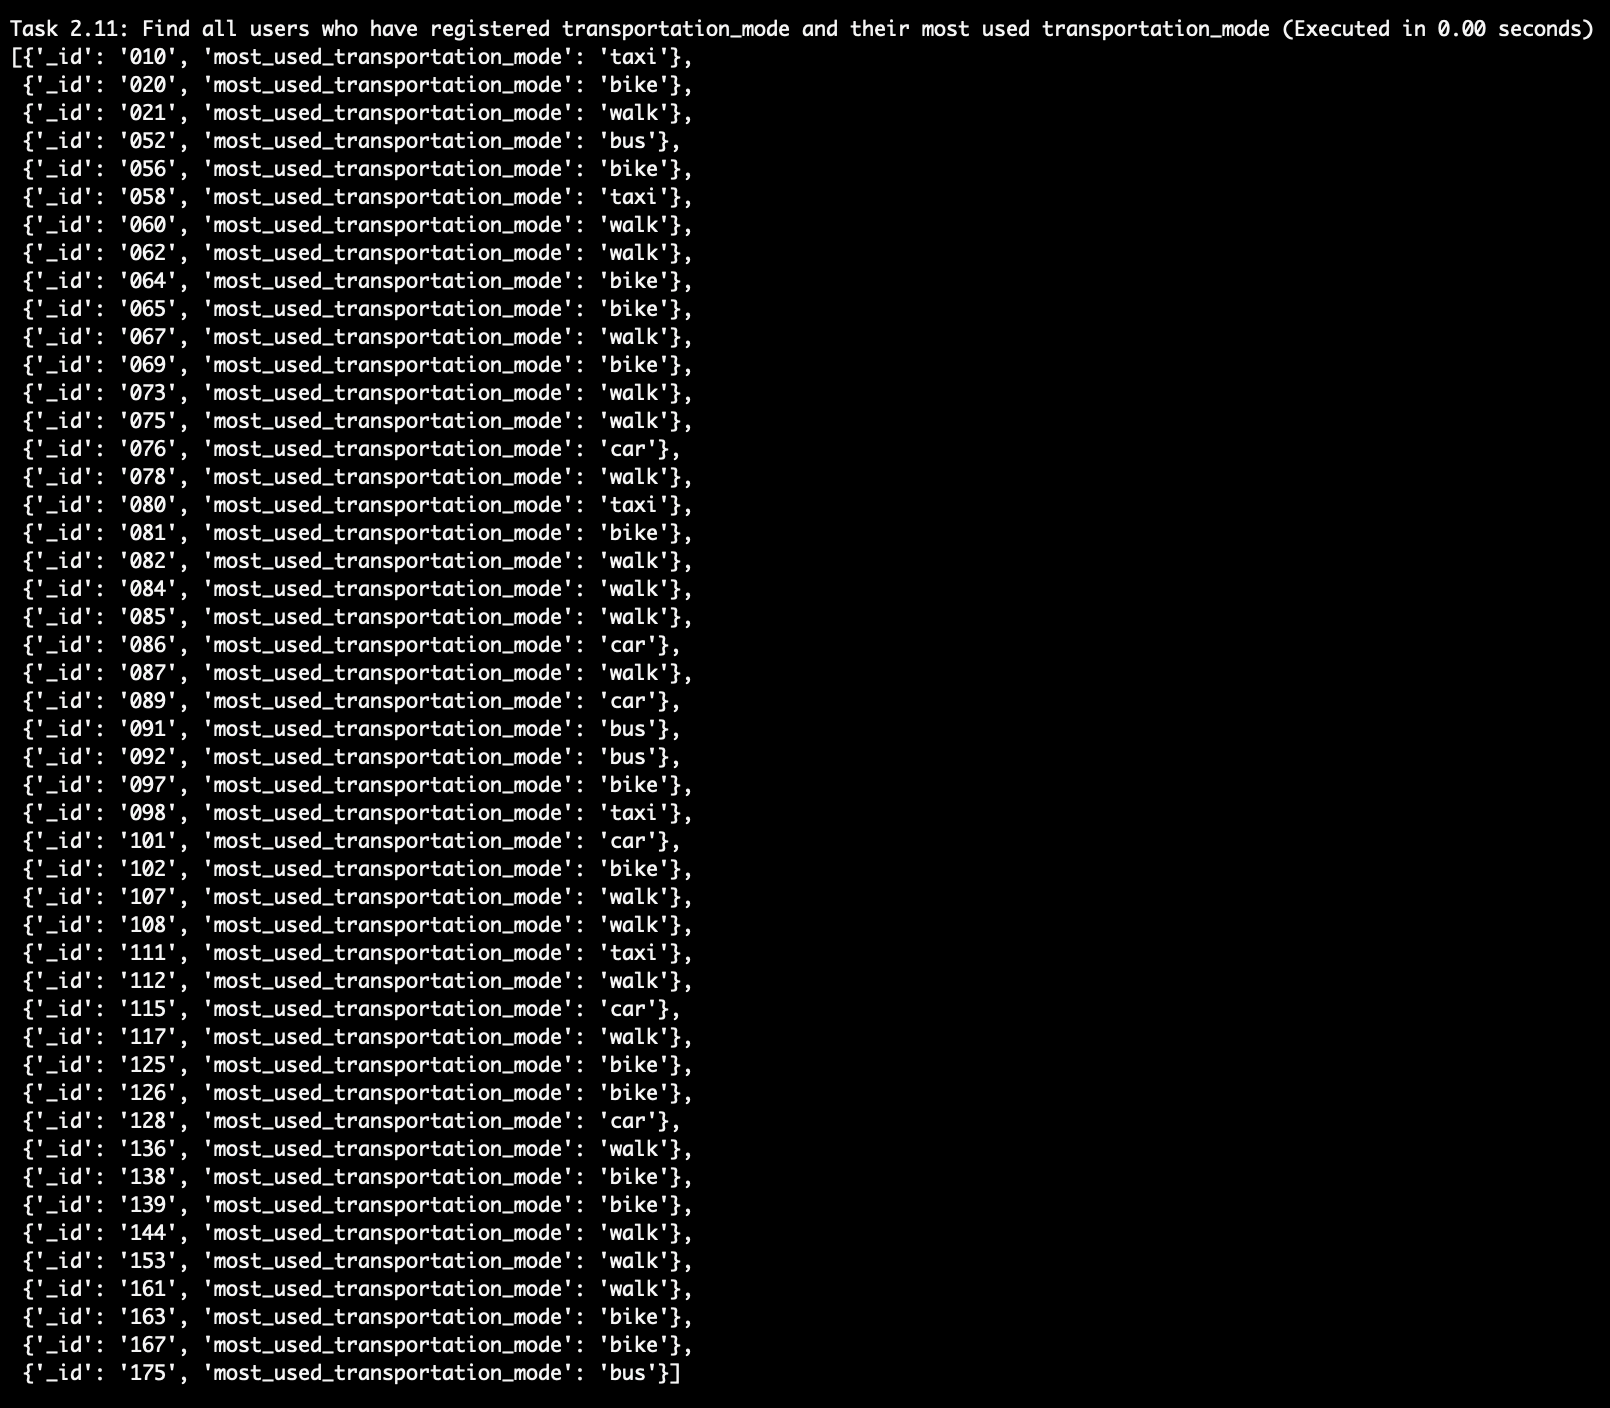 Task 2.11: Find all users who have registered transportation_mode and their most used transportation_mode (Executed in 0.00 seconds)
[{'_id': '010', 'most_used_transportation_mode': 'taxi'},
{'_id': '020', 'most_used_transportation_mode': 'bike'},
{'_id': '021', 'most_used_transportation_mode': 'walk'},
{'_id': '052', 'most_used_transportation_mode': 'bus'},
{'_id': '056', 'most_used_transportation_mode': 'bike'},
{'_id': '058', 'most_used_transportation_mode': 'taxi'},
{'_id': '060', 'most_used_transportation_mode': 'walk'},
{'_id': '062', 'most_used_transportation_mode': 'walk'},
{'_id': '064', 'most_used_transportation_mode': 'bike'},
{'_id': '065', 'most_used_transportation_mode': 'bike'},
{'_id': '067', 'most_used_transportation_mode': 'walk'},
{'_id': '069', 'most_used_transportation_mode': 'bike'},
{'_id': '073', 'most_used_transportation_mode': 'walk'},
{'_id': '075', 'most_used_transportation_mode': 'walk'},
{'_id': '076', 'most_used_transportation_mode': 'car'},
{'_id': '078', 'most_used_transportation_mode': 'walk'},
{'_id': '080', 'most_used_transportation_mode': 'taxi'},
{'_id': '081', 'most_used_transportation_mode': 'bike'},
{'_id': '082', 'most_used_transportation_mode': 'walk'},
{'_id': '084', 'most_used_transportation_mode': 'walk'},
{'_id': '085', 'most_used_transportation_mode': 'walk'},
{'_id': '086', 'most_used_transportation_mode': 'car'},
{'_id': '087', 'most_used_transportation_mode': 'walk'},
{'_id': '089', 'most_used_transportation_mode': 'car'},
{'_id': '091', 'most_used_transportation_mode': 'bus'},
{'_id': '092', 'most_used_transportation_mode': 'bus'},
{'_id': '097', 'most_used_transportation_mode': 'bike'},
{'_id': '098', 'most_used_transportation_mode': 'taxi'},
{'_id': '101', 'most_used_transportation_mode': 'car'},
{'_id': '102', 'most_used_transportation_mode': 'bike'},
{'_id': '107', 'most_used_transportation_mode': 'walk'},
{'_id': '108', 'most_used_transportation_mode': 'walk'},
{'_id': '111', 'most_used_transportation_mode': 'taxi'},
{'_id': '112', 'most_used_transportation_mode': 'walk'},
{'_id': '115', 'most_used_transportation_mode': 'car'},
{'_id': '117', 'most_used_transportation_mode': 'walk'},
{'_id': '125', 'most_used_transportation_mode': 'bike'},
{'_id': '126', 'most_used_transportation_mode': 'bike'},
{'_id': '128', 'most_used_transportation_mode': 'car'},
{'_id': '136', 'most_used_transportation_mode': 'walk'},
{'_id': '138', 'most_used_transportation_mode': 'bike'},
{'_id': '139', 'most_used_transportation_mode': 'bike'},
{'_id': '144', 'most_used_transportation_mode': 'walk'},
{'_id': '153', 'most_used_transportation_mode': 'walk'},
{'_id': '161', 'most_used_transportation_mode': 'walk'},
{'_id': '163', 'most_used_transportation_mode': 'bike'},
{'_id': '167', 'most_used_transportation_mode': 'bike'},
{'_id': '175', 'most_used_transportation_mode': 'bus'}]